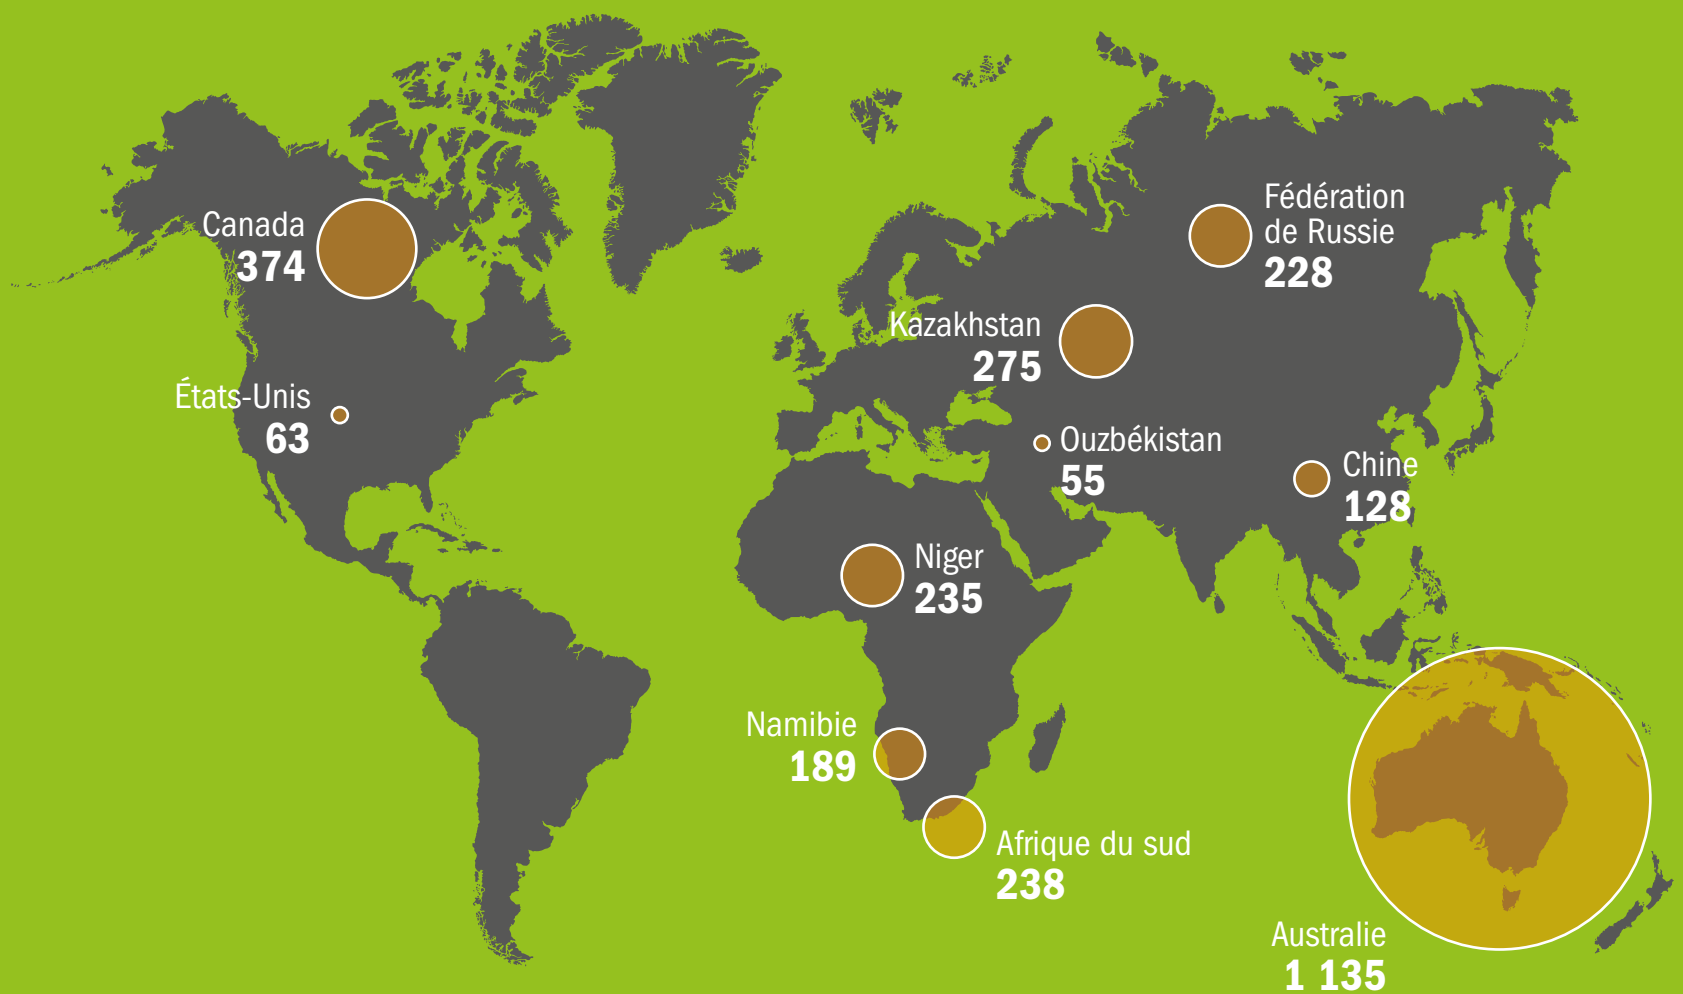 Canada
374
États-Unis
63
Fédération
de Russie
228
Kazakhstan
275
Ouzbékistan
55
Chine
128
Niger
235
Namibie
189
Afrique du sud
238
Australie
1 135